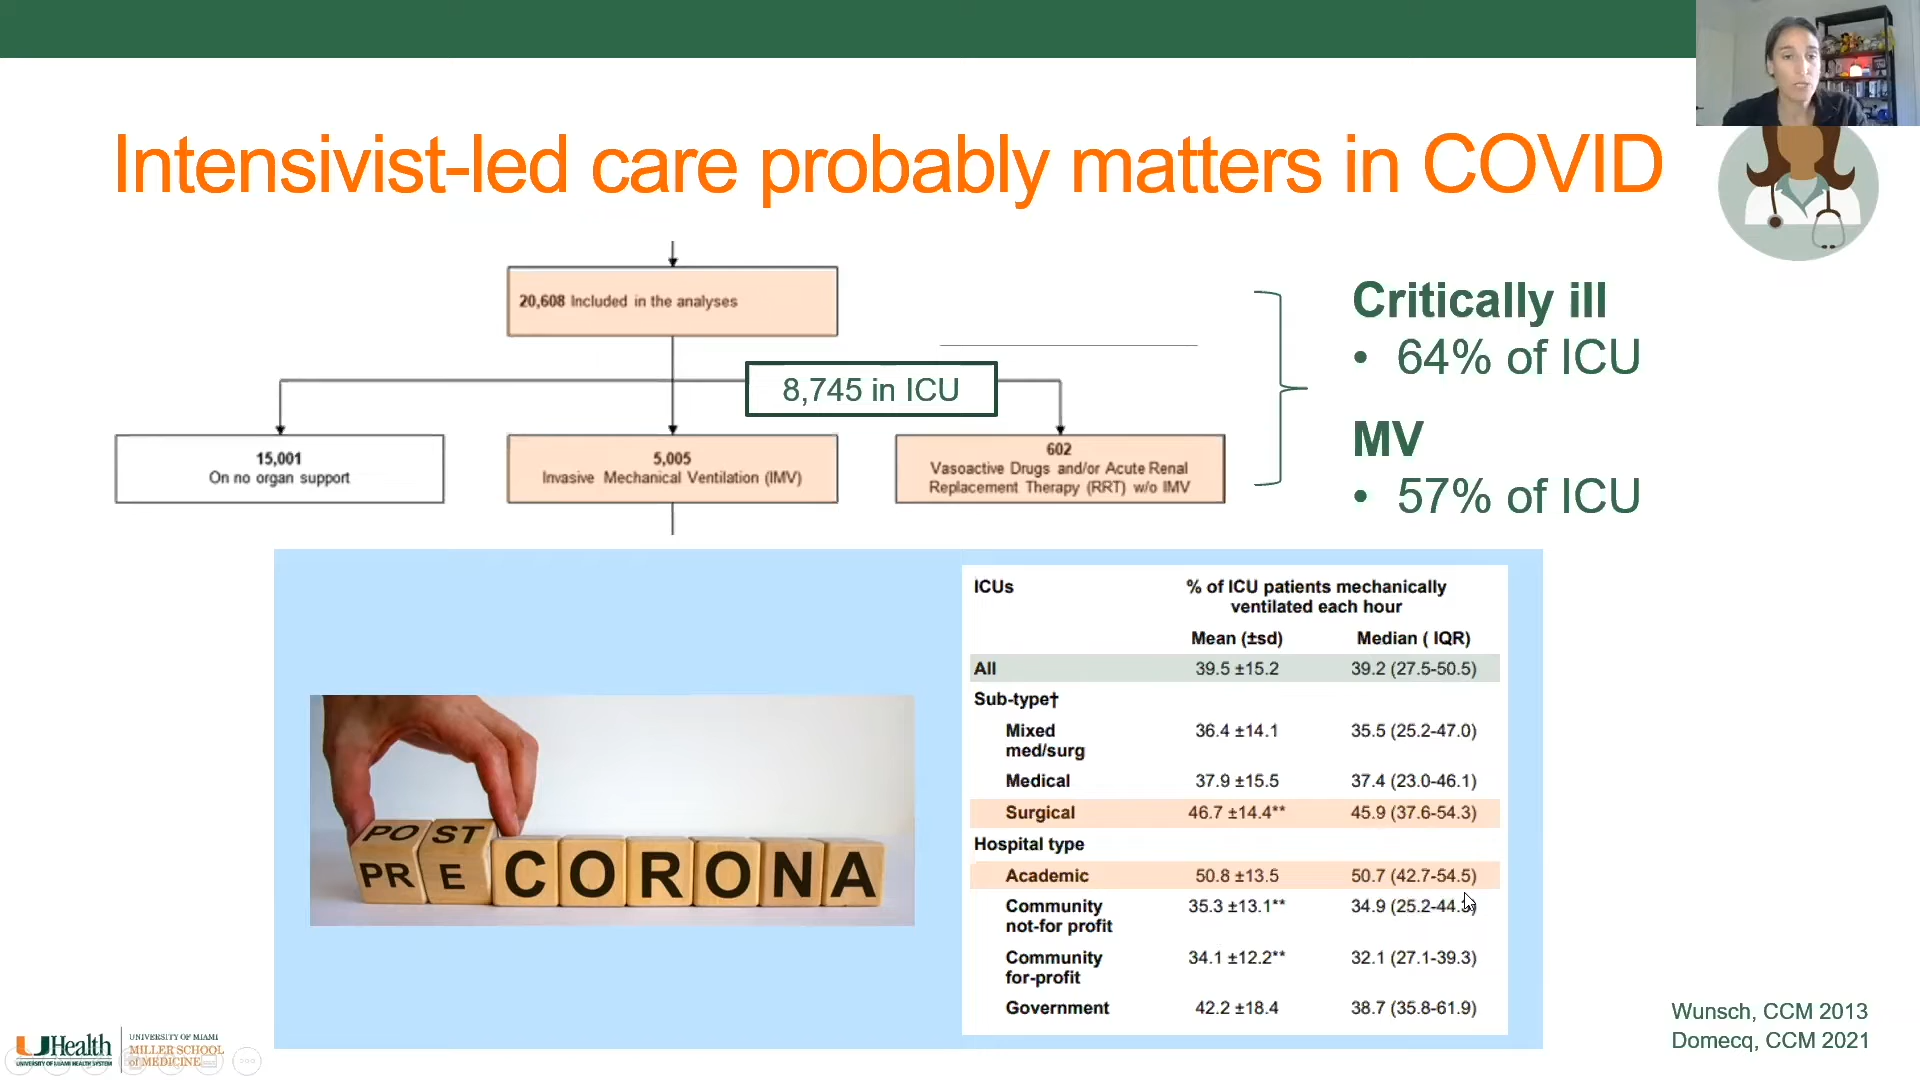 Intensivist-led care probably matters in COVID
20,608 Included in the analyses
8,745 in ICU
15,001
On no organ support
5,005
Invasive Mechanical Ventilation (IMV)
602
Vasoactive Drugs and/or Acute Renal
Replacement Therapy (RRT) w/o IMV
Critically ill
• 64% of ICU
MV
• 57% of ICU
POST
PRE CORONA
ICUs % of ICU patients mechanically
ventilated each hour
Mean (±sd) Median ( IQR)
All 39.5 ±15.2 39.2 (27.5-50.5)
Sub-type†
Mixed 36.4 ±14.1 35.5 (25.2-47.0)
med/surg
Medical 37.9 ±15.5 37.4 (23.0-46.1)
Surgical 46.7 ±14.4** 45.9 (37.6-54.3)
Hospital type
Academic 50.8 ±13.5 50.7 (42.7-54.5)
Community 35.3 ±13.1** 34.9
not-for profit
Community 34.1 ±12.2** 32.1 (27.1-39.3)
for-profit
Government 42.2 ±18.4 38.7 (35.8-61.9)
Wunsch, CCM 2013
Domecq, CCM 2021
UHealth
UNIVERSITY OF MIAMI HEALTH SYSTEM
UNIVERSITY OF MIAMI
MILLER SCHOOL
of MEDICINE